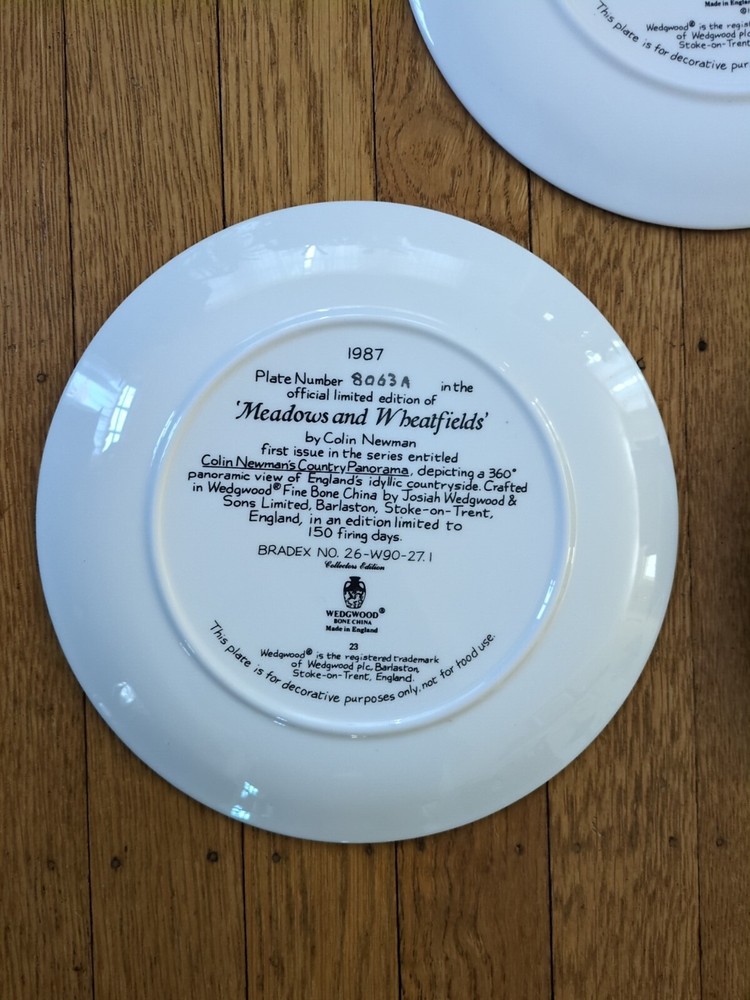 Made in England
Wedgwood® is the
of Wedgwood plc
Stoke-on-Trent
This plate is for decorative
1987
Plate Number 8063A in the
official limited edition of
'Meadows and Wheatfields'
by Colin Newman
first issue in the series entitled
Colin Newman's Country Panorama, depicting a 360°
panoramic view of England's idyllic countryside. Crafted
in Wedgwood® Fine Bone China by Josiah Wedgwood &
Sons Limited, Barlaston, Stoke-on-Trent,
England, in an edition limited to
150 firing days.
BRADEX NO. 26-W90-27.1
Collectors Edition
WEDGWOOD®
BONE CHINA
Made in England
23
Wedgwood® is the registered trademark
of Wedgwood plc, Barlaston,
Stoke-on-Trent, England.
This plate is for decorative purposes only, not for food use.